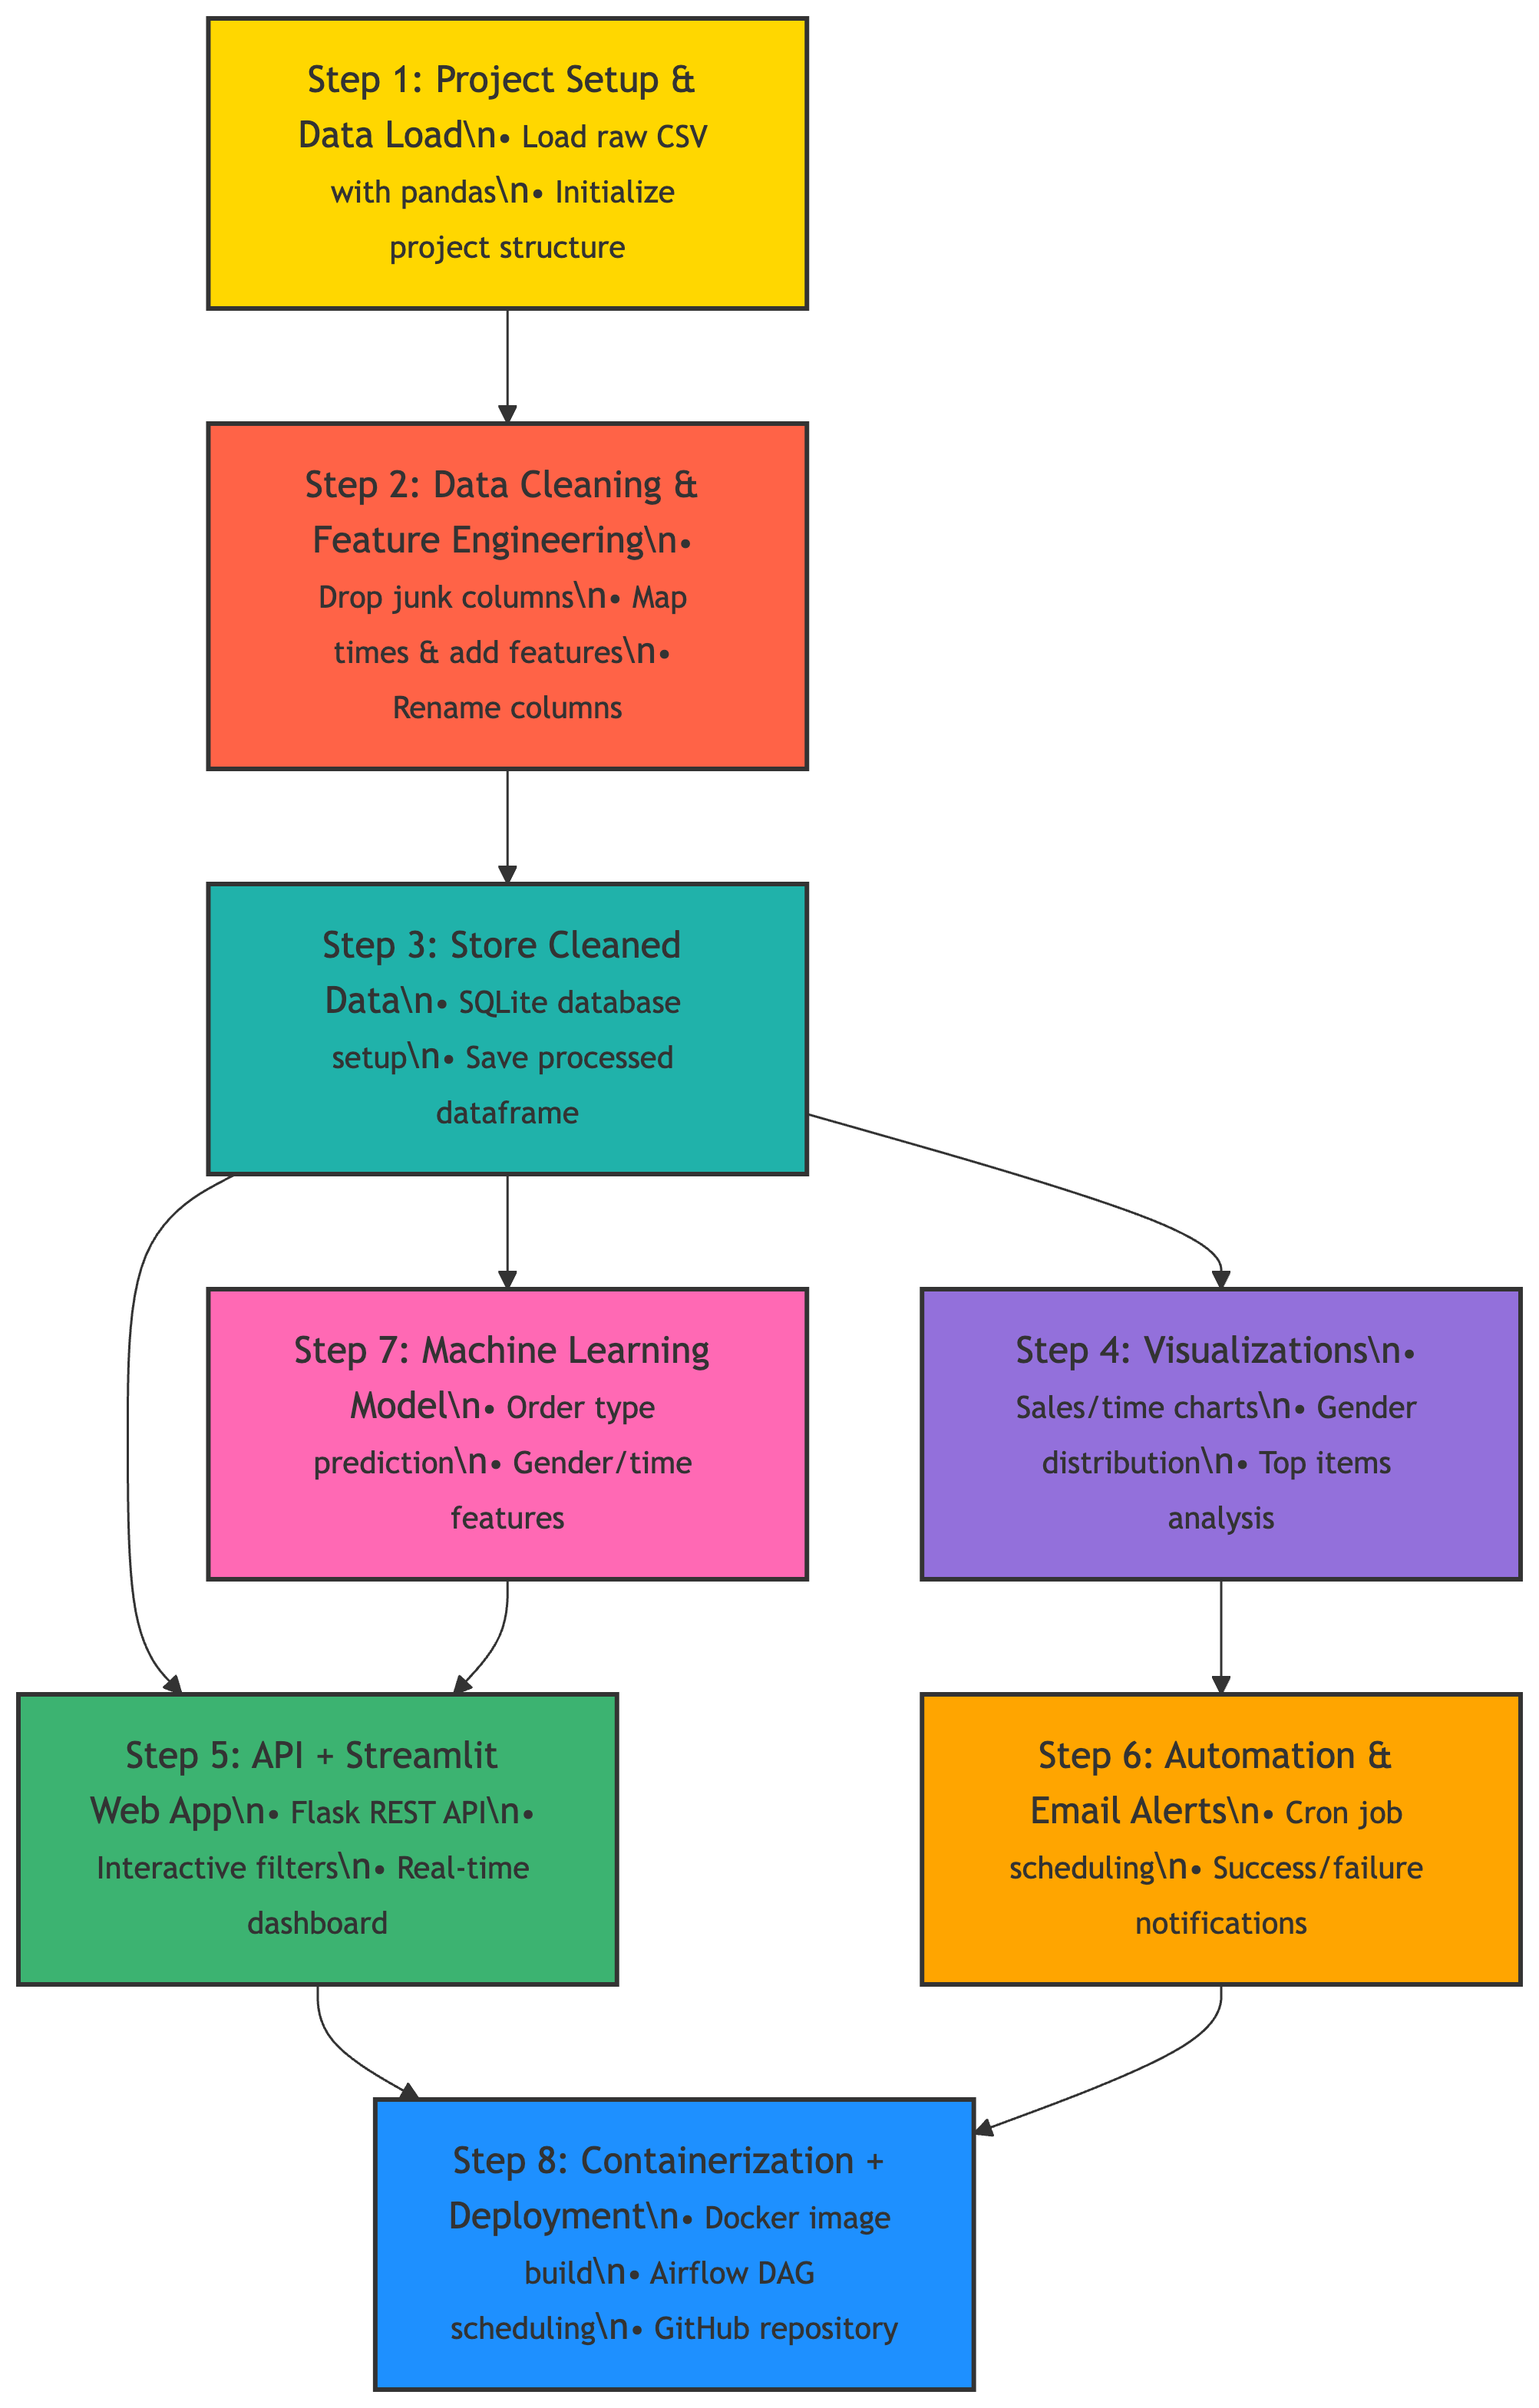 Step 1: Project Setup &
Data Load\n• Load raw CSV
with pandas\n• Initialize
project structure
Step 2: Data Cleaning &
Feature Engineering\n•
Drop junk columns\n• Map
times & add features\n•
Rename columns
Step 3: Store Cleaned
Data\n• SQLite database
setup\n• Save processed
dataframe
Step 7: Machine Learning
Model\n• Order type
prediction\n• Gender/time
features
Step 4: Visualizations\n•
Sales/time charts\n• Gender
distribution\n• Top items
analysis
Step 5: API + Streamlit
Web App\n• Flask REST API\n•
Interactive filters\n• Real-time
dashboard
Step 6: Automation &
Email Alerts\n• Cron job
scheduling\n• Success/failure
notifications
Step 8: Containerization +
Deployment\n• Docker image
build\n• Airflow DAG
scheduling\n• GitHub repository